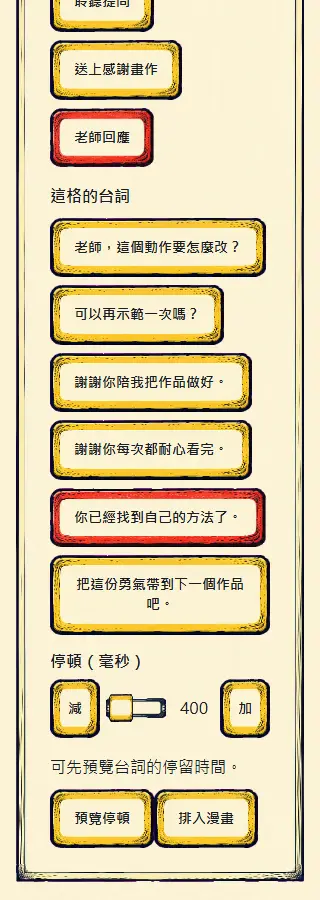 聆聽提問
送上感謝畫作
老師回應
這格的台詞
老師，這個動作要怎麼改？
可以再示範一次嗎？
謝謝你陪我把作品做好。
謝謝你每次都耐心看完。
你已經找到自己的方法了。
把這份勇氣帶到下一個作品
吧。
停頓（毫秒）
減 400 加
可先預覽台詞的停留時間。
預覽停頓 排入漫畫